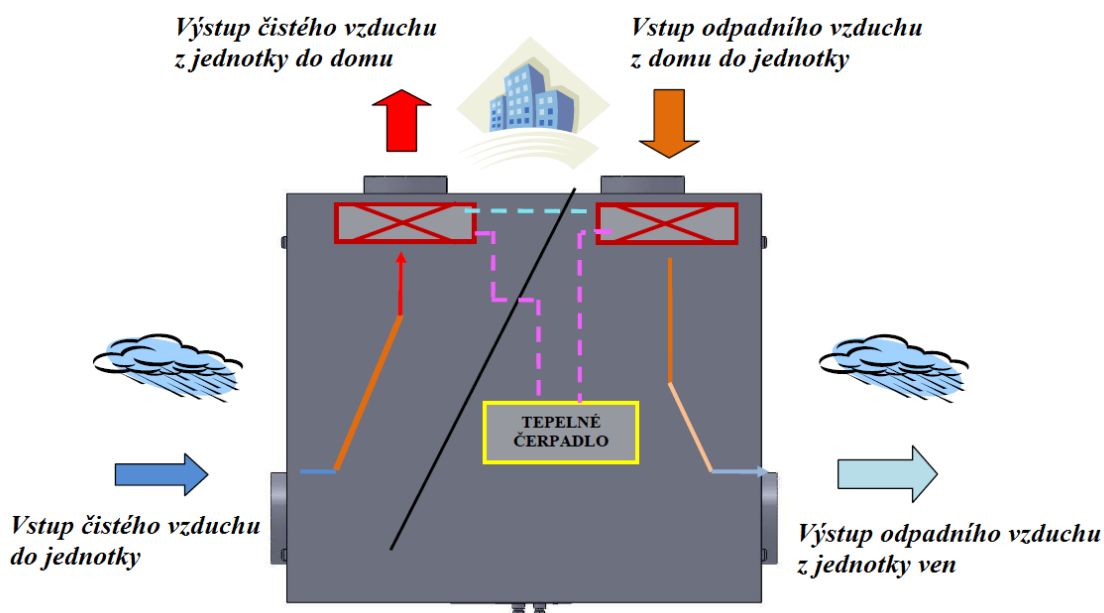 Výstup čistého vzduchu
z jednotky do domu
Vstup odpadního vzduchu
z domu do jednotky
TEPELNÉ
ČERPADLO
Vstup čistého vzduchu
do jednotky
Výstup odpadního vzduchu
z jednotky ven